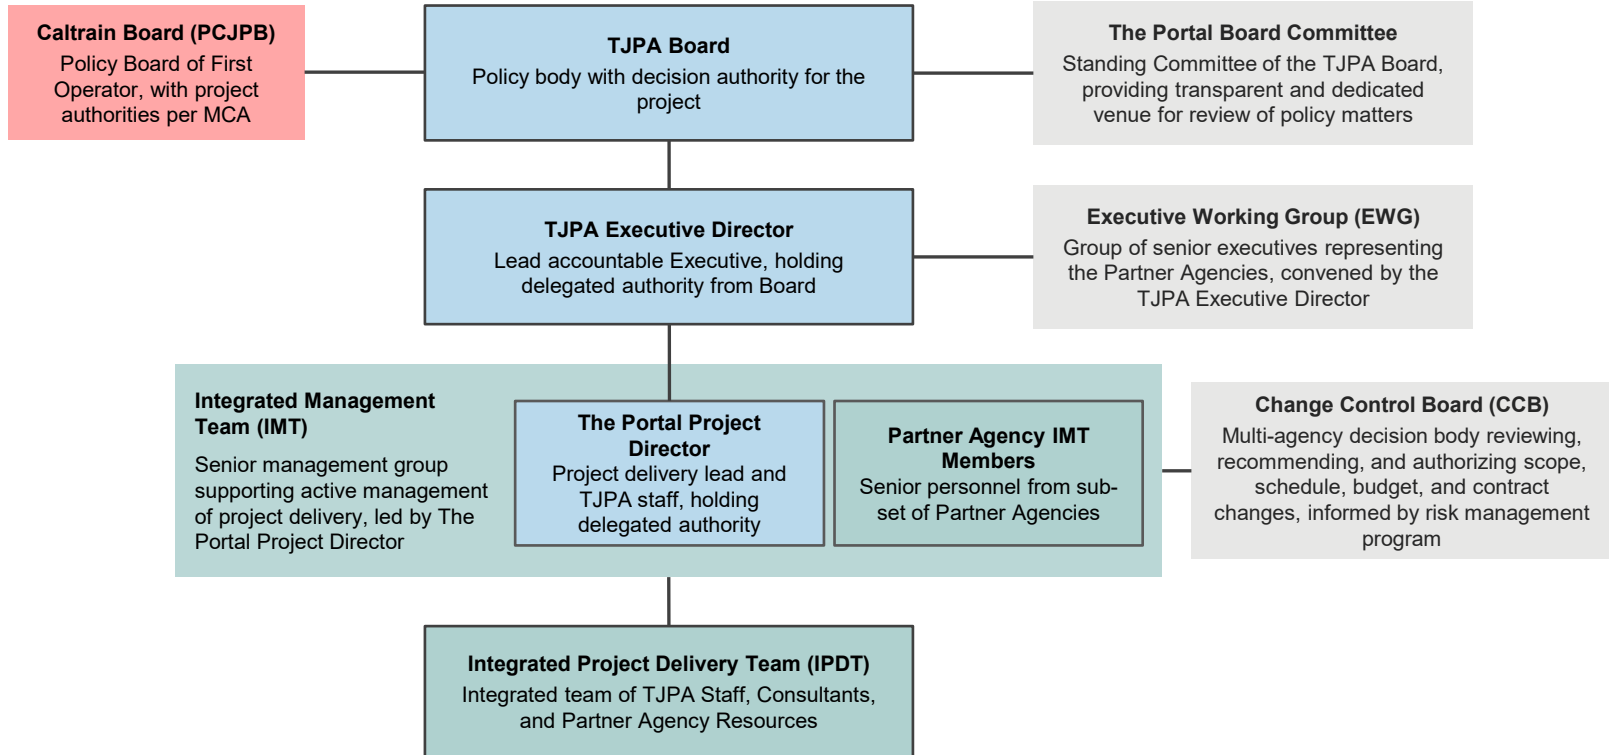 Caltrain Board (PCJPB)
Policy Board of First
Operator, with project
authorities per MCA
TJPA Board
Policy body with decision authority for the
project
The Portal Board Committee
Standing Committee of the TJPA Board,
providing transparent and dedicated
venue for review of policy matters
TJPA Executive Director
Lead accountable Executive, holding
delegated authority from Board
Executive Working Group (EWG)
Group of senior executives representing
the Partner Agencies, convened by the
TJPA Executive Director
Integrated Management
Team (IMT)
Senior management group
supporting active management
of project delivery, led by The
Portal Project Director
The Portal Project
Director
Project delivery lead and
TJPA staff, holding
delegated authority
Partner Agency IMT
Members
Senior personnel from sub-
set of Partner Agencies
Change Control Board (CCB)
Multi-agency decision body reviewing,
recommending, and authorizing scope,
schedule, budget, and contract
changes, informed by risk management
program
Integrated Project Delivery Team (IPDT)
Integrated team of TJPA Staff, Consultants,
and Partner Agency Resources